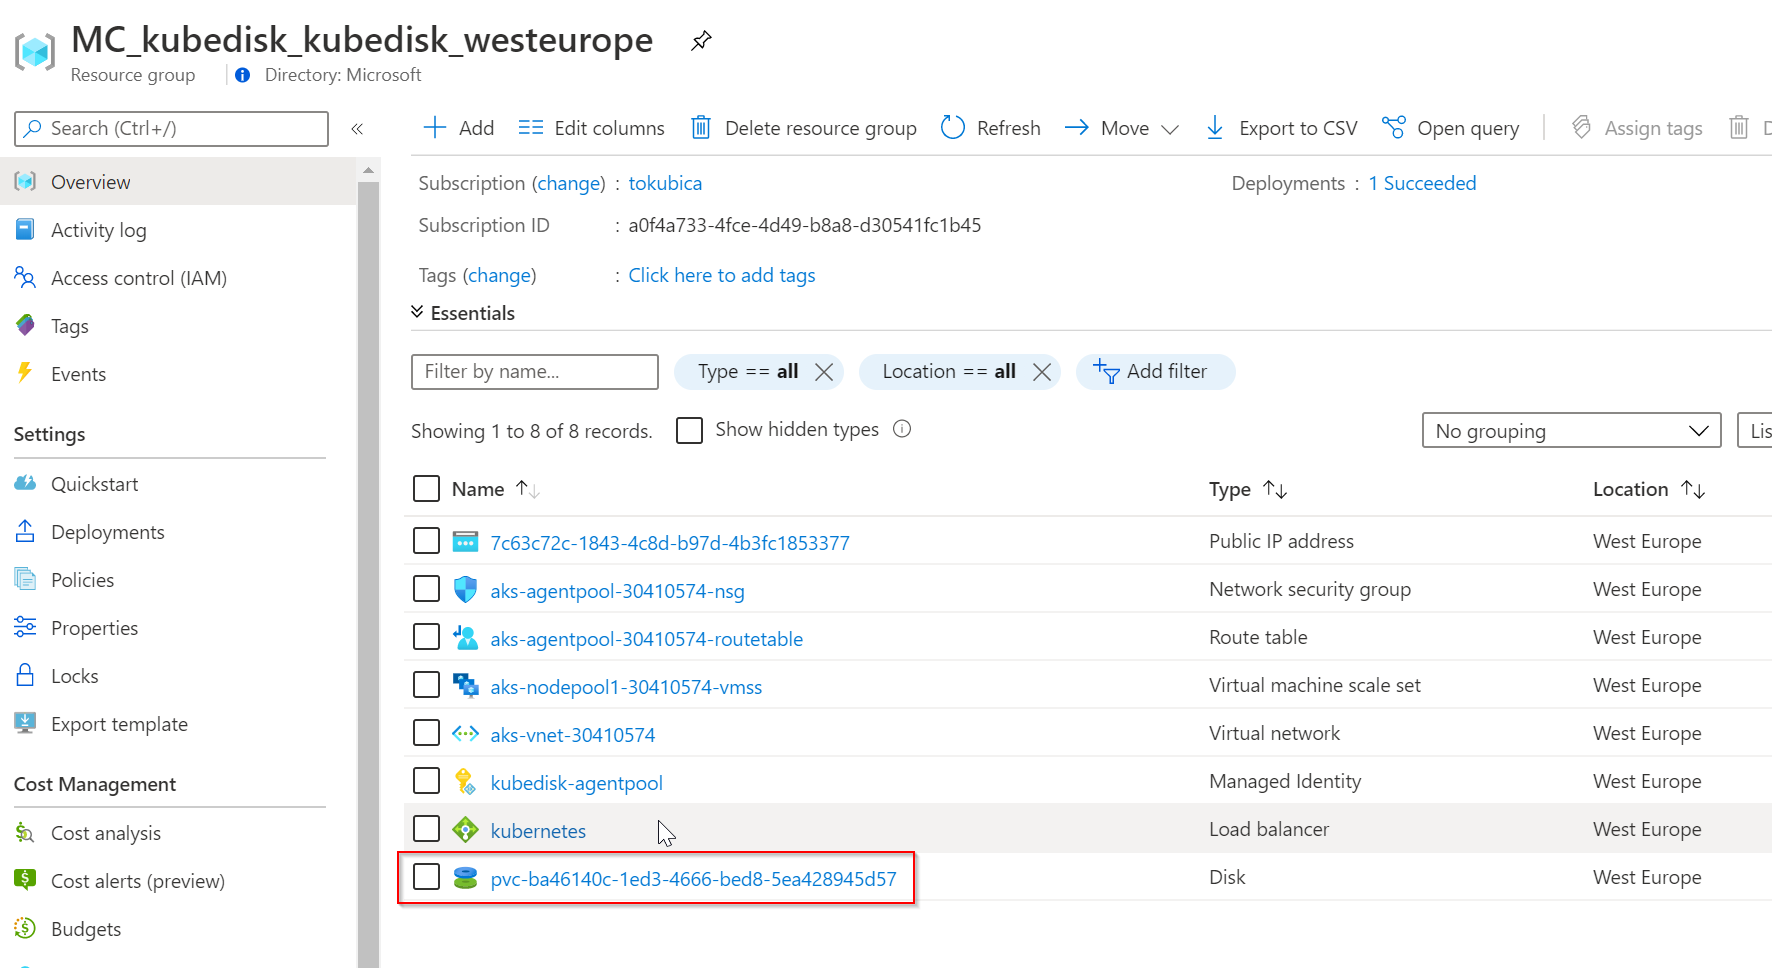 MC_kubedisk_kubedisk_westeurope
Resource group
Directory: Microsoft
Search (Ctrl+/)
«
Add
Edit columns
Delete resource group
Refresh
Move
Export to CSV
Open query
Assign tags
Overview
Activity log
Access control (IAM)
Tags
Events
Settings
Quickstart
Deployments
Policies
Properties
Locks
Export template
Cost Management
Cost analysis
Cost alerts (preview)
Budgets
Subscription (change) : tokubica
Deployments : 1 Succeeded
Subscription ID : a0f4a733-4fce-4d49-b8a8-d30541fc1b45
Tags (change) : Click here to add tags
Essentials
Filter by name...
Type == all
Location == all
Add filter
Showing 1 to 8 of 8 records.
Show hidden types
No grouping
Name Type Location
7c63c72c-1843-4c8d-b97d-4b3fc1853377 Public IP address West Europe
aks-agentpool-30410574-nsg Network security group West Europe
aks-agentpool-30410574-routetable Route table West Europe
aks-nodepool1-30410574-vmss Virtual machine scale set West Europe
aks-vnet-30410574 Virtual network West Europe
kubedisk-agentpool Managed Identity West Europe
kubernetes Load balancer West Europe
pvc-ba46140c-1ed3-4666-bed8-5ea428945d57 Disk West Europe